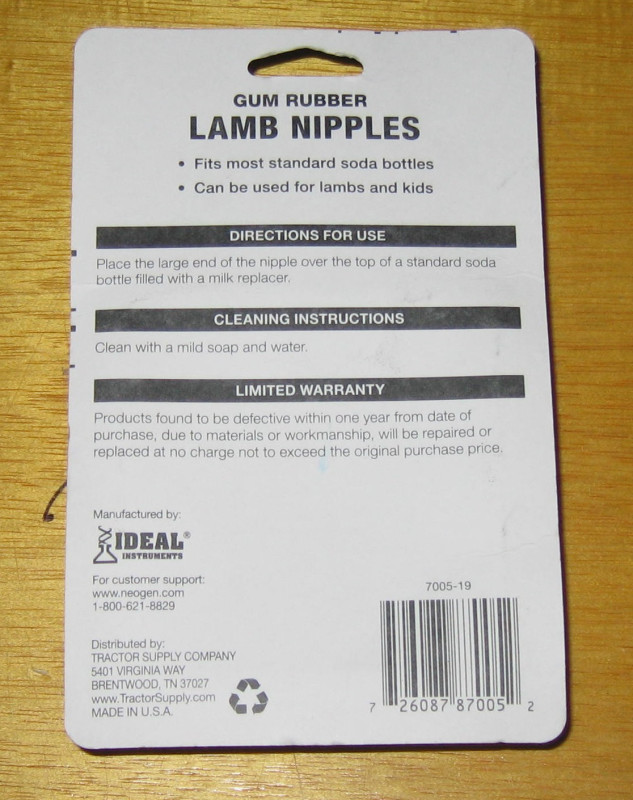 GUM RUBBER
LAMB NIPPLES
• Fits most standard soda bottles
• Can be used for lambs and kids
DIRECTIONS FOR USE
Place the large end of the nipple over the top of a standard soda
bottle filled with a milk replacer.
CLEANING INSTRUCTIONS
Clean with a mild soap and water.
LIMITED WARRANTY
Products found to be defective within one year from date of
purchase, due to materials or workmanship, will be repaired or
replaced at no charge not to exceed the original purchase price.
Manufactured by:
IDEAL®
INSTRUMENTS
For customer support:
www.neogen.com
1-800-621-8829
Distributed by:
TRACTOR SUPPLY COMPANY
5401 VIRGINIA WAY
BRENTWOOD, TN 37027
www.TractorSupply.com
MADE IN U.S.A.
7005-19
7 26087 87005 2